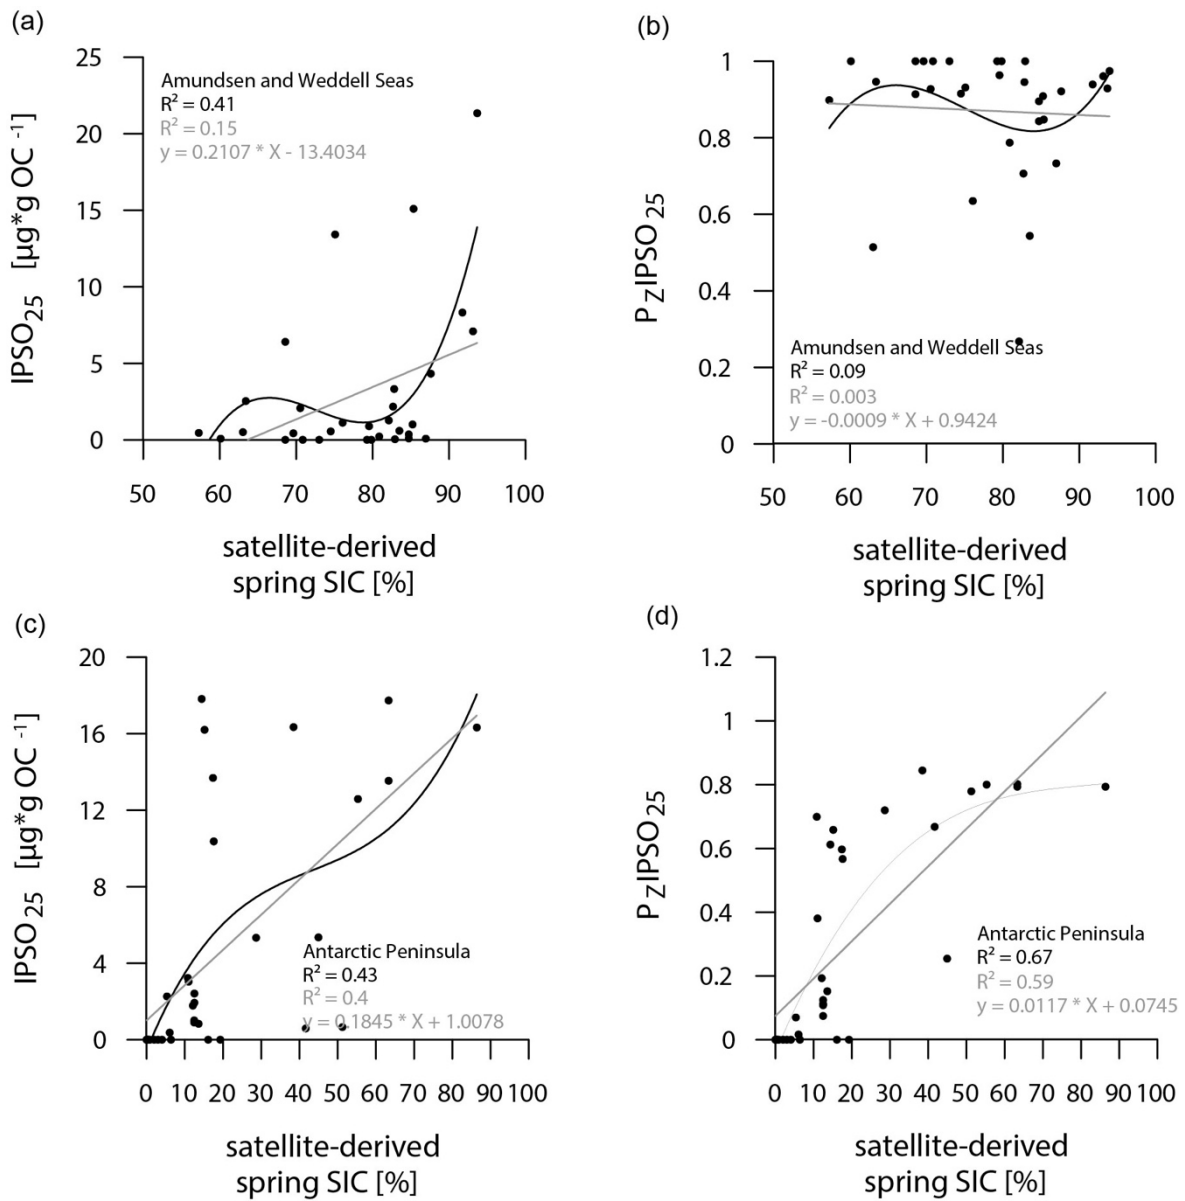 (a)
25
20
15
10
5
0
IPSO25 [µg*g OC -1]
Amundsen and Weddell Seas
R² = 0.41
R² = 0.15
y = 0.2107 * X - 13.4034
50 60 70 80 90 100
satellite-derived
spring SIC [%]
(b)
1
0.8
0.6
0.4
0.2
0
PZIPSO25
Amundsen and Weddell Seas
R² = 0.09
R² = 0.003
y = -0.0009 * X + 0.9424
50 60 70 80 90 100
satellite-derived
spring SIC [%]
(c)
20
16
12
8
4
0
IPSO25 [µg*g OC -1]
Antarctic Peninsula
R² = 0.43
R² = 0.4
y = 0.1845 * X + 1.0078
0 10 20 30 40 50 60 70 80 90 100
satellite-derived
spring SIC [%]
(d)
1.2
1
0.8
0.6
0.4
0.2
0
PZIPSO25
Antarctic Peninsula
R² = 0.67
R² = 0.59
y = 0.0117 * X + 0.0745
0 10 20 30 40 50 60 70 80 90 100
satellite-derived
spring SIC [%]